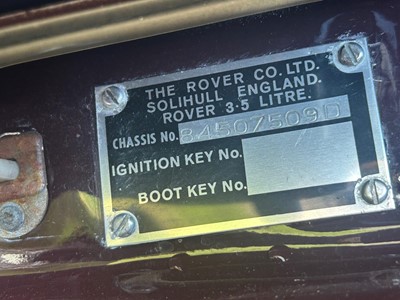 THE ROVER CO. LTD.
SOLIHULL ENGLAND.
ROVER 3·5 LITRE.
CHASSIS No. 84507509D
IGNITION KEY No.
BOOT KEY No.